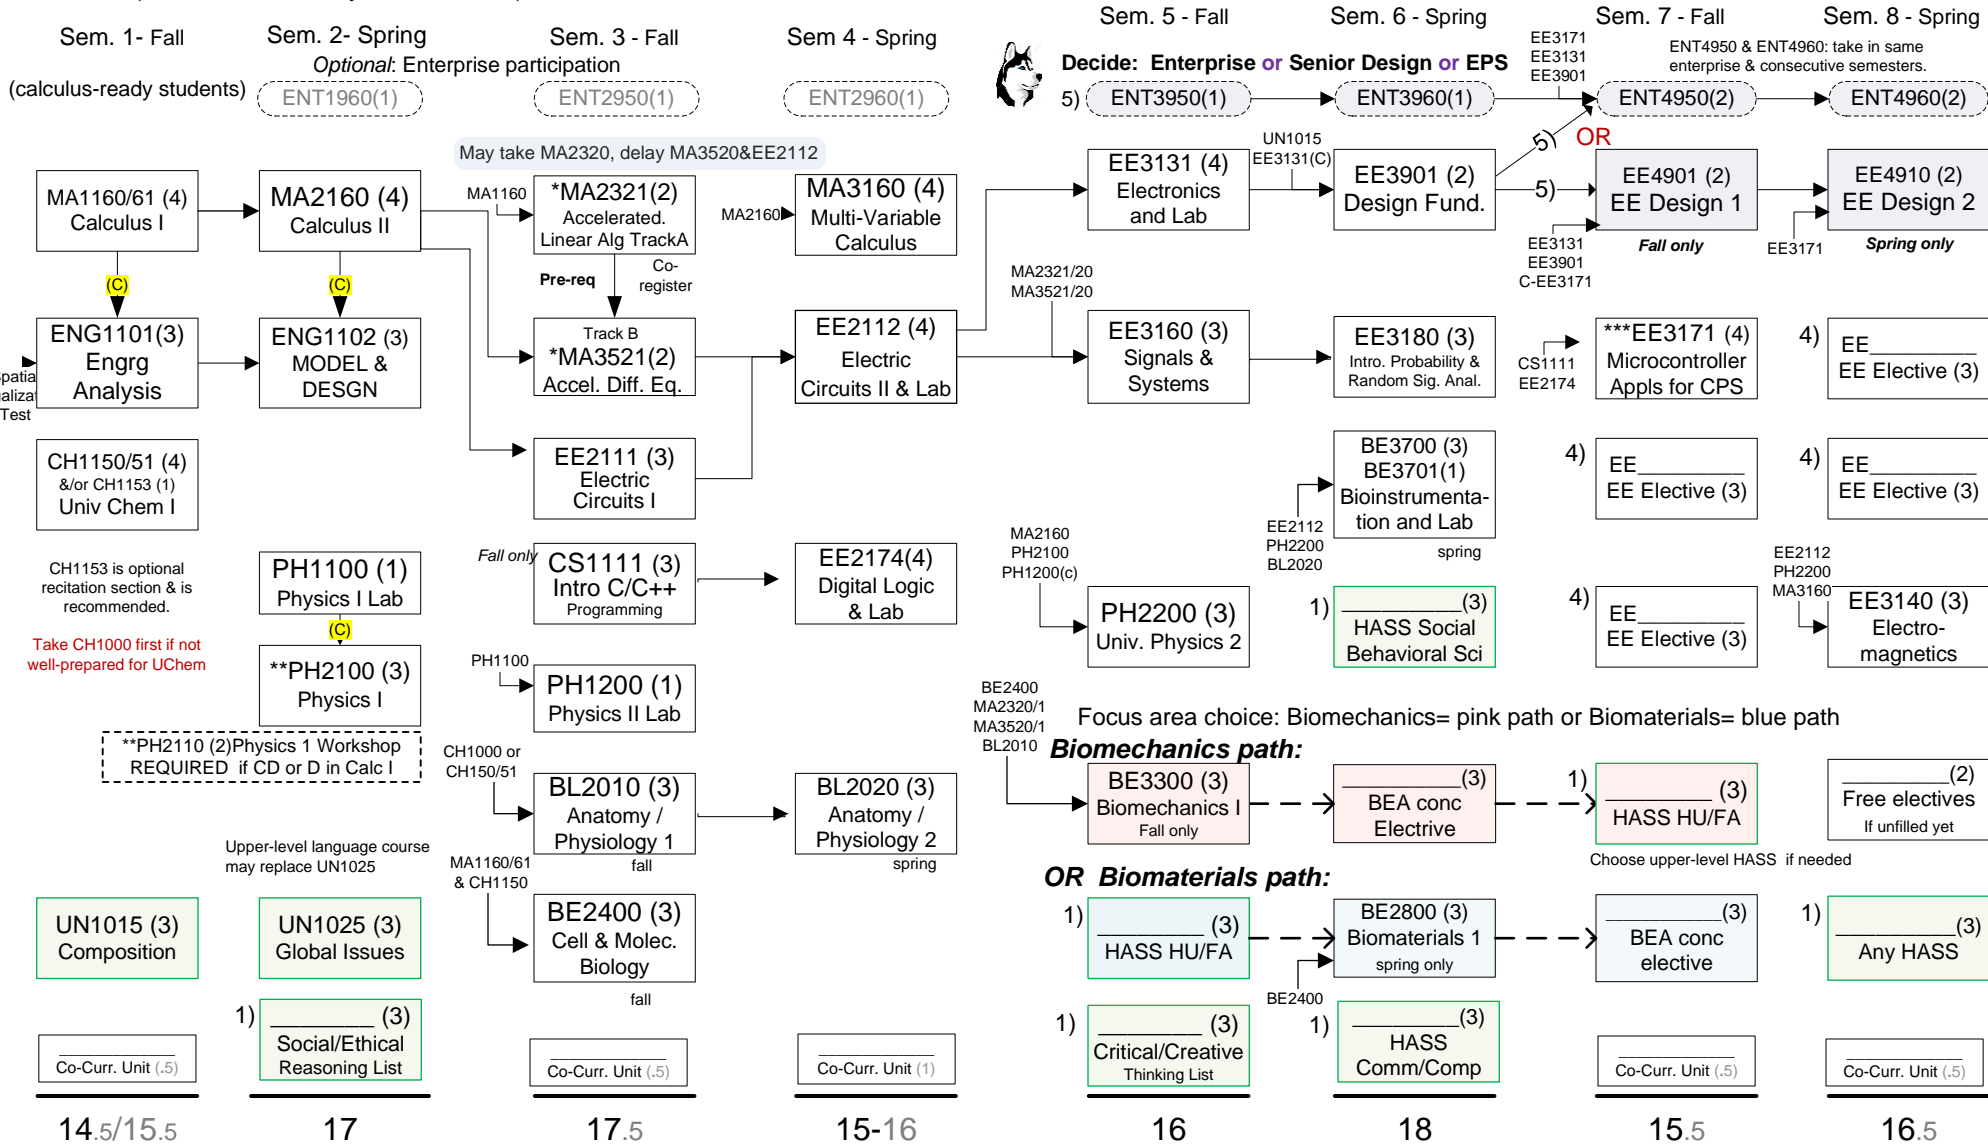 Sem. 1- Fall
(calculus-ready students)
MA1160/61 (4)
Calculus I
(C)
ENG1101(3)
Engrg
Analysis
Test
CH1150/51 (4)
&/or CH1153 (1)
Univ Chem I
CH1153 is optional
recitation section & is
recommended.
Take CH1000 first if not
well-prepared for UChem
UN1015 (3)
Composition
Co-Curr. Unit (.5)
14.5/15.5
Sem. 2- Spring
Optional: Enterprise participation
ENT1960(1)
MA2160 (4)
Calculus II
(C)
ENG1102 (3)
MODEL &
DESGN
PH1100 (1)
Physics I Lab
(C)
**PH2100 (3)
Physics I
**PH2110 (2)Physics 1 Workshop
REQUIRED if CD or D in Calc I
Upper-level language course
may replace UN1025
UN1025 (3)
Global Issues
1) _______ (3)
Social/Ethical
Reasoning List
17
Sem. 3 - Fall
ENT2950(1)
May take MA2320, delay MA3520&EE2112
MA1160
*MA2321(2)
Accelerated.
Linear Alg TrackA
Pre-req
Co-
register
Track B
*MA3521(2)
Accel. Diff. Eq.
EE2111 (3)
Electric
Circuits I
Fall only
CS1111 (3)
Intro C/C++
Programming
PH1100
PH1200 (1)
Physics II Lab
CH1000 or
CH150/51
BL2010 (3)
Anatomy /
Physiology 1
fall
MA1160/61
& CH1150
BE2400 (3)
Cell & Molec.
Biology
fall
Co-Curr. Unit (.5)
17.5
Sem 4 - Spring
ENT2960(1)
MA2160
MA3160 (4)
Multi-Variable
Calculus
EE2112 (4)
Electric
Circuits II & Lab
EE2174(4)
Digital Logic
& Lab
BL2020 (3)
Anatomy /
Physiology 2
spring
Co-Curr. Unit (1)
15-16
Sem. 5 - Fall
Decide: Enterprise or Senior Design or EPS
5) ENT3950(1)
EE3131 (4)
Electronics
and Lab
MA2321/20
MA3521/20
EE3160 (3)
Signals &
Systems
MA2160
PH2100
PH1200(c)
PH2200 (3)
Univ. Physics 2
BE2400
MA2320/1
MA3520/1
BL2010
Focus area choice: Biomechanics= pink path or Biomaterials= blue path
Biomechanics path:
BE3300 (3)
Biomechanics I
Fall only
OR Biomaterials path:
1) ________ (3)
HASS HU/FA
1) _______ (3)
Critical/Creative
Thinking List
16
Sem. 6 - Spring
ENT3960(1)
UN1015
EE3131(C)
EE3901 (2)
Design Fund.
5)
5)
EE3180 (3)
Intro. Probability &
Random Sig. Anal.
BE3700 (3)
BE3701(1)
Bioinstrumenta-
tion and Lab
spring
EE2112
PH2200
BL2020
1) _________(3)
HASS Social
Behavioral Sci
_________(3)
BEA conc
Electrive
BE2800 (3)
Biomaterials 1
spring only
BE2400
1) ________(3)
HASS
Comm/Comp
18
Sem. 7 - Fall
EE3171
EE3131
EE3901
ENT4950 & ENT4960: take in same
enterprise & consecutive semesters.
ENT4950(2)
OR
EE4901 (2)
EE Design 1
Fall only
EE3131
EE3901
C-EE3171
CS1111
EE2174
***EE3171 (4)
Microcontroller
Appls for CPS
4) EE________
EE Elective (3)
4) EE________
EE Elective (3)
1) ________ (3)
HASS HU/FA
Choose upper-level HASS if needed
_________(3)
BEA conc
elective
Co-Curr. Unit (.5)
15.5
Sem. 8 - Spring
ENT4960(2)
EE4910 (2)
EE Design 2
EE3171
Spring only
4) EE________
EE Elective (3)
4) EE________
EE Elective (3)
EE2112
PH2200
MA3160
EE3140 (3)
Electro-
magnetics
________(2)
Free electives
If unfilled yet
1) _________(3)
Any HASS
Co-Curr. Unit (.5)
16.5